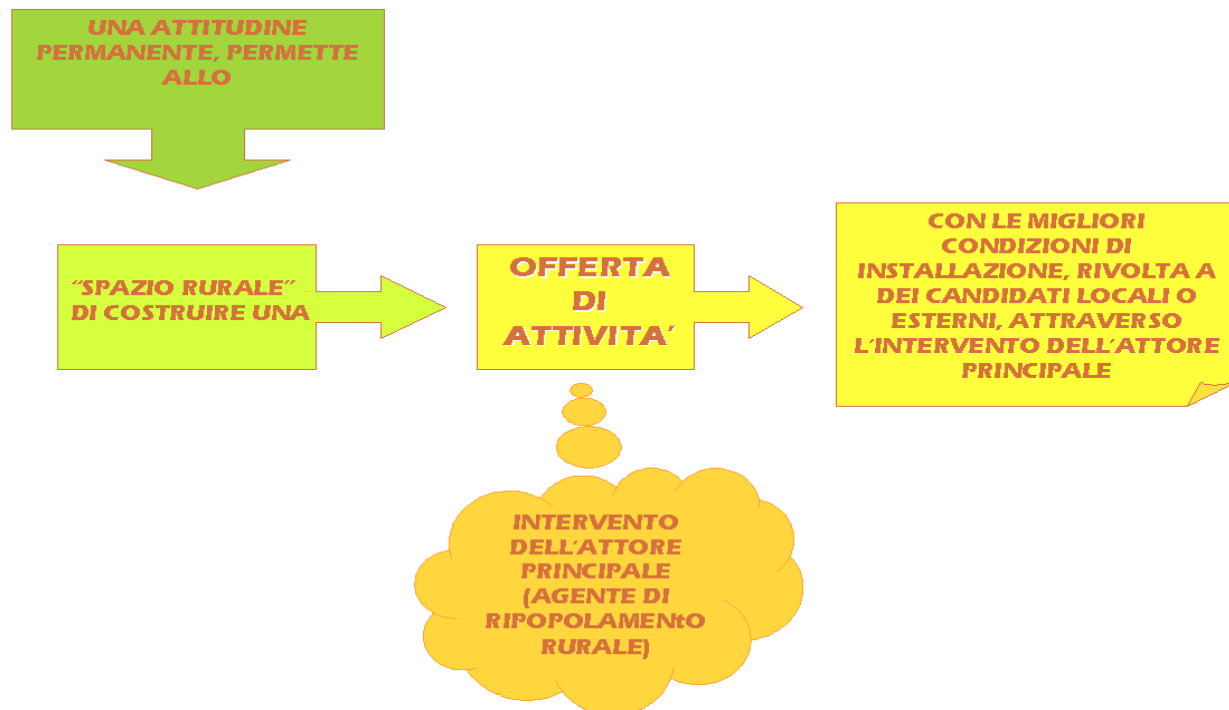 UNA ATTITUDINE
PERMANENTE, PERMETTE
ALLO
“SPAZIO RURALE”
DI COSTRUIRE UNA
OFFERTA
DI
ATTIVITA’
CON LE MIGLIORI
CONDIZIONI DI
INSTALLAZIONE, RIVOLTA A
DEI CANDIDATI LOCALI O
ESTERNI, ATTRAVERSO
L’INTERVENTO DELL’ATTORE
PRINCIPALE
INTERVENTO
DELL’ATTORE
PRINCIPALE
(AGENTE DI
RIPOPOLAMENtO
RURALE)